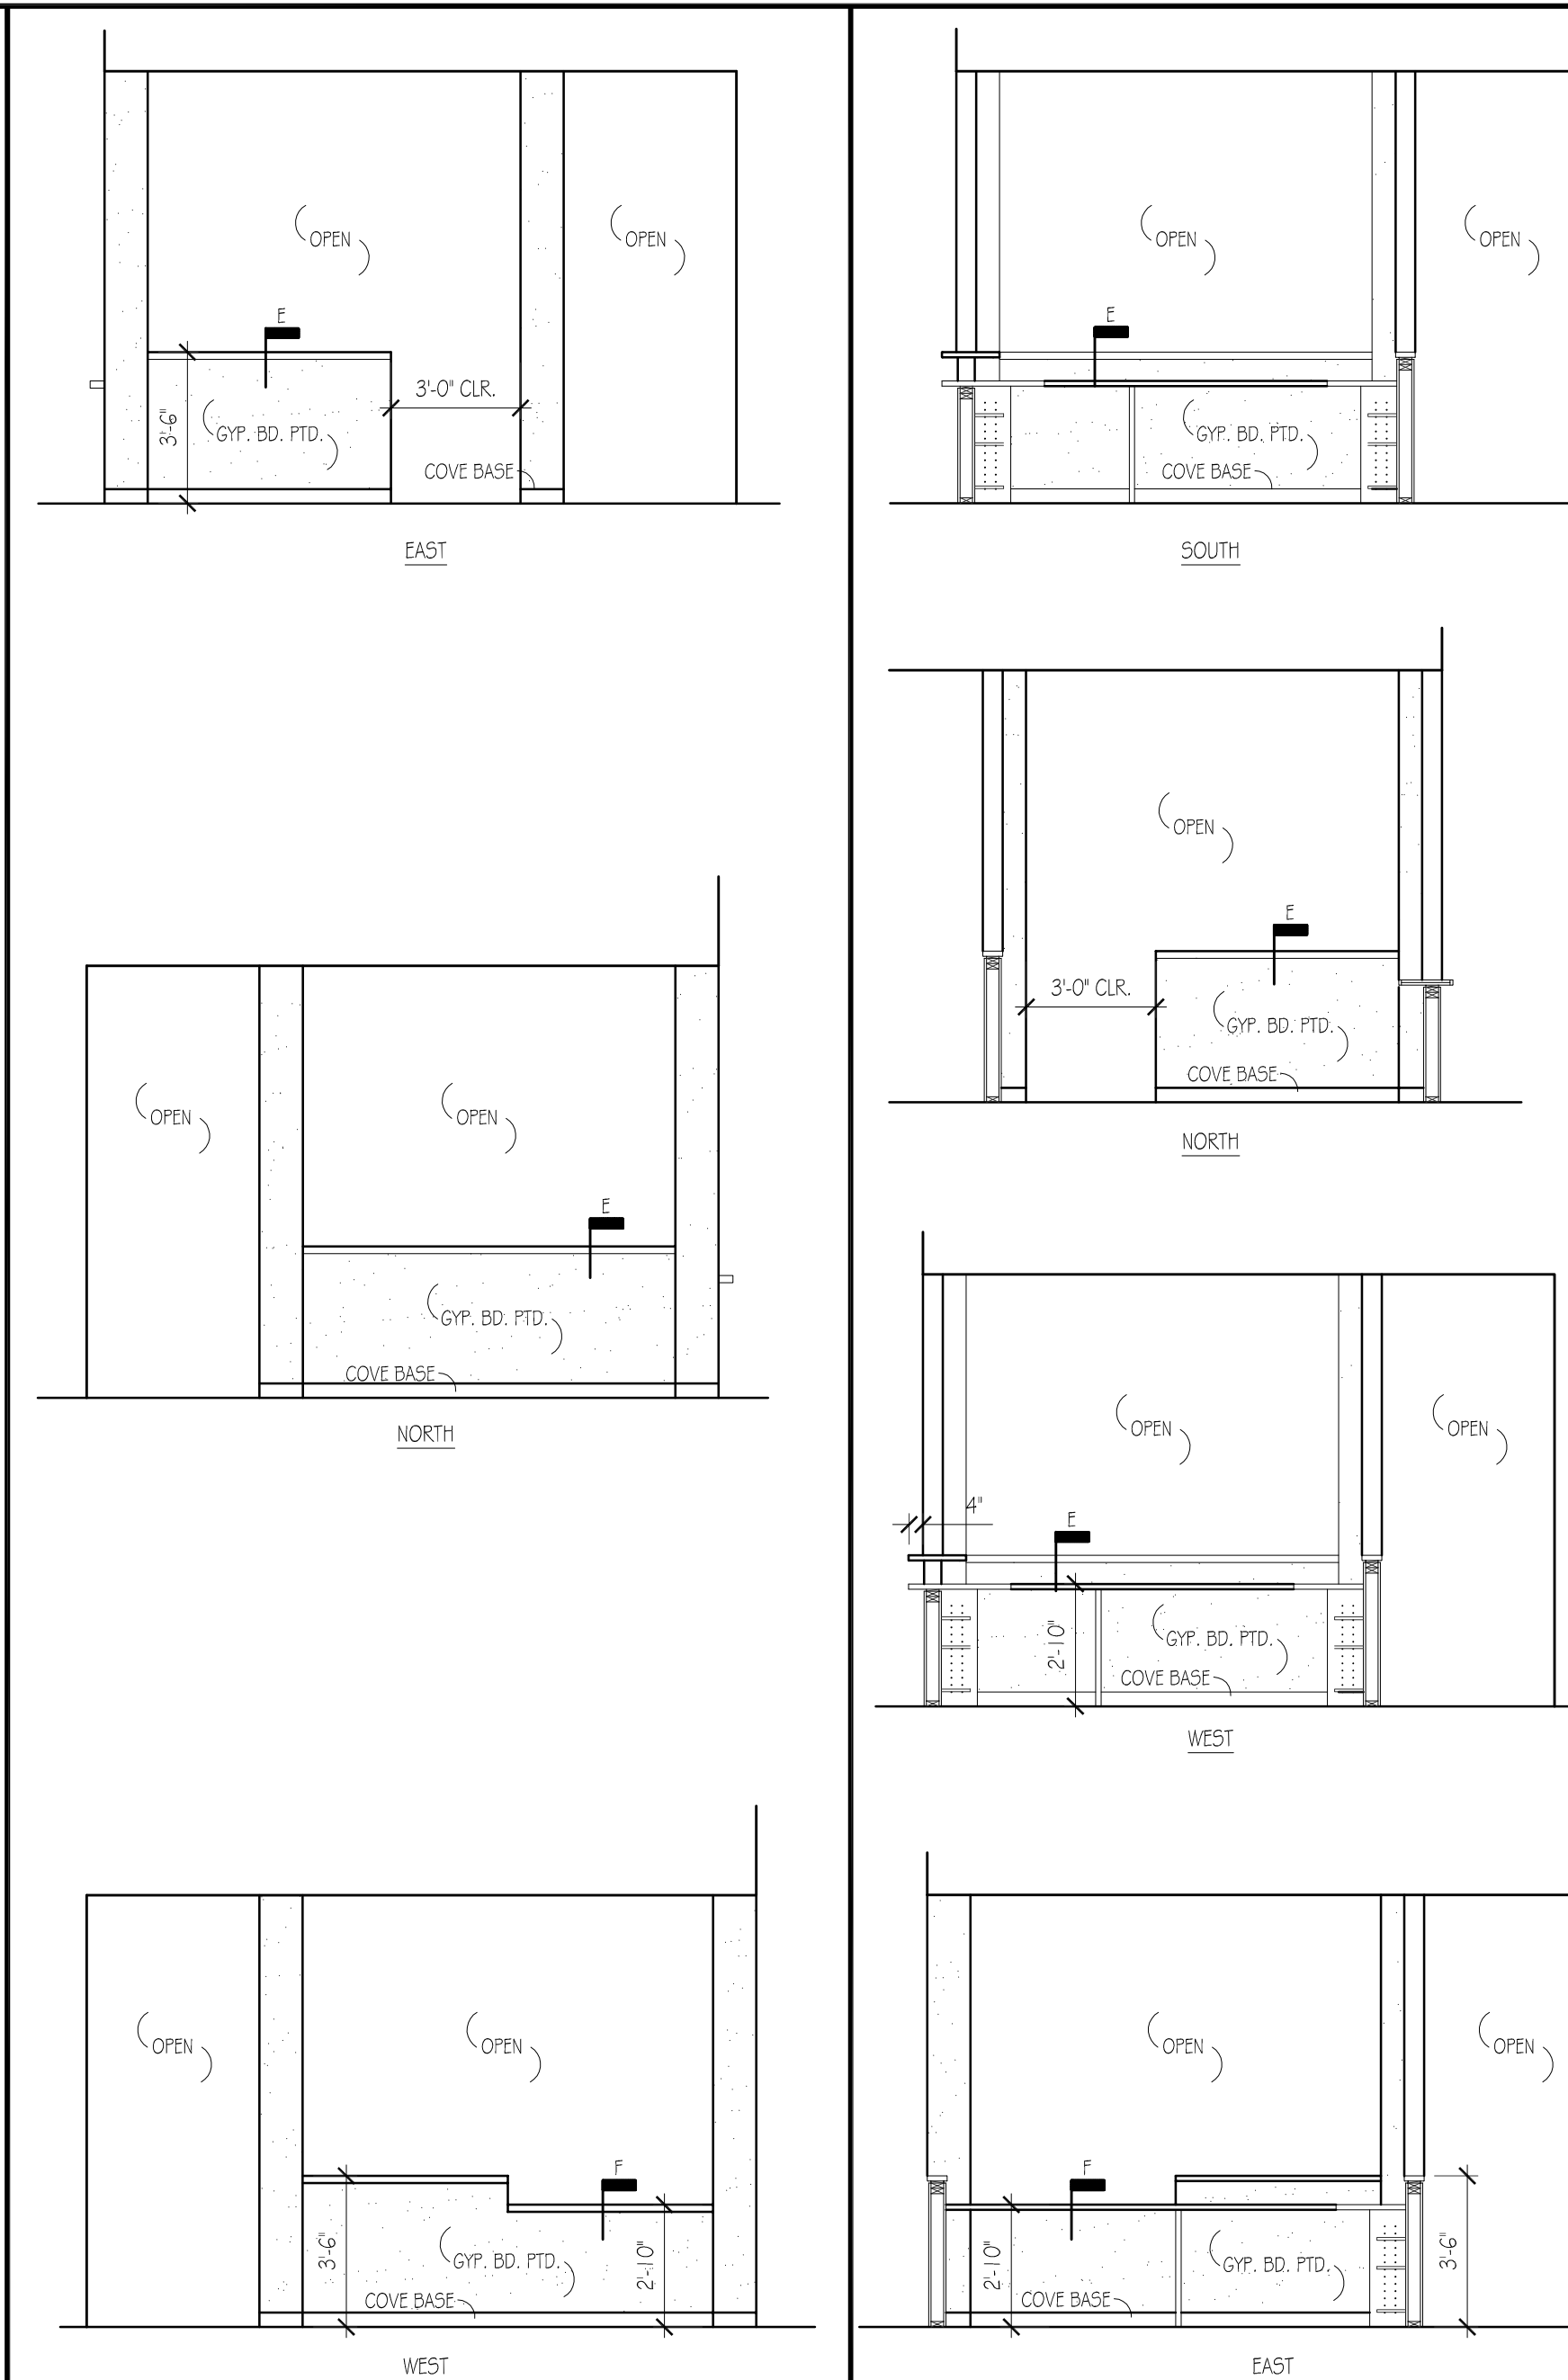 OPEN
OPEN
E
3'-0" CLR.
3'-6"
GYP. BD. PTD.
COVE BASE
EAST
OPEN
OPEN
E
GYP. BD. PTD.
COVE BASE
NORTH
OPEN
OPEN
F
3'-6"
GYP. BD. PTD.
2'-10"
COVE BASE
WEST
OPEN
OPEN
E
GYP. BD. PTD.
COVE BASE
SOUTH
OPEN
E
3'-0" CLR.
GYP. BD. PTD.
COVE BASE
NORTH
OPEN
OPEN
4"
E
2'-10"
GYP. BD. PTD.
COVE BASE
WEST
OPEN
OPEN
F
2'-10"
GYP. BD. PTD.
3'-6"
COVE BASE
EAST